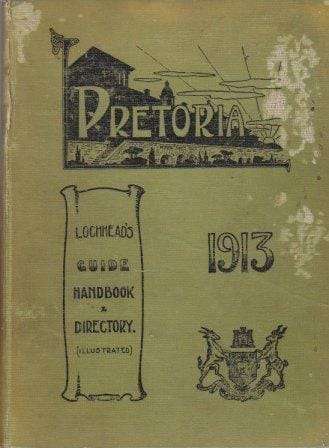 PRETORIA
LOCHHEAD'S
GUIDE
HANDBOOK
&
DIRECTORY.
(ILLUSTRATED)
1913